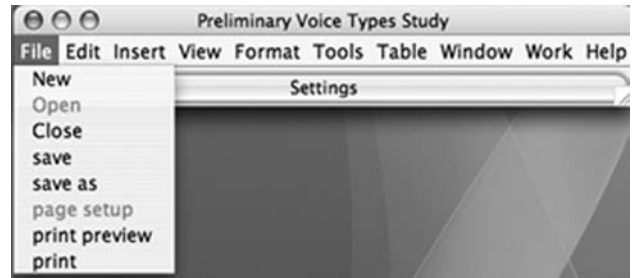 Preliminary Voice Types Study
File Edit Insert View Format Tools Table Window Work Help
Settings
New
Open
Close
save
save as
page setup
print preview
print